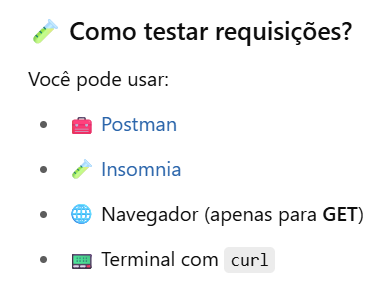 Como testar requisições?
Você pode usar:
Postman
Insomnia
Navegador (apenas para GET)
Terminal com curl